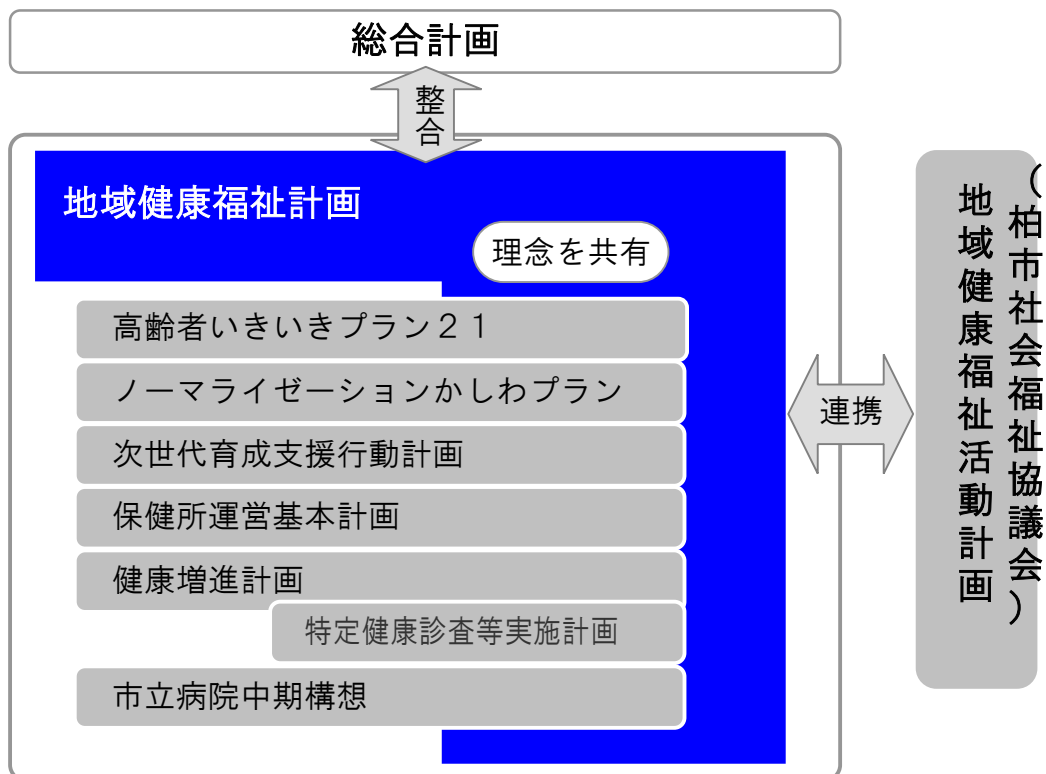 総合計画
整合
地域健康福祉計画
理念を共有
高齢者いきいきプラン２１
ノーマライゼーションかしわプラン
次世代育成支援行動計画
保健所運営基本計画
健康増進計画
特定健康診査等実施計画
市立病院中期構想
連携
地域健康福祉活動計画
（柏市社会福祉協議会）